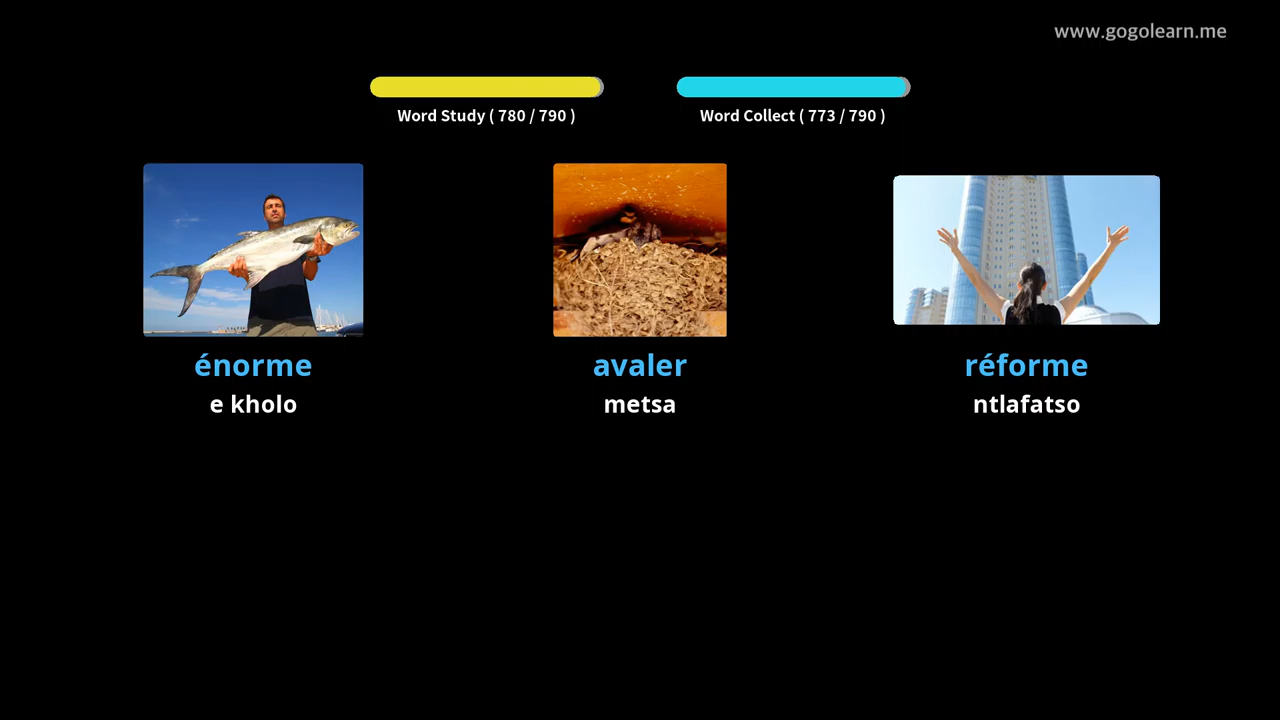 www.gogolearn.me
Word Study ( 780 / 790 )
Word Collect ( 773 / 790 )
énorme
e kholo
avaler
metsa
réforme
ntlafatso